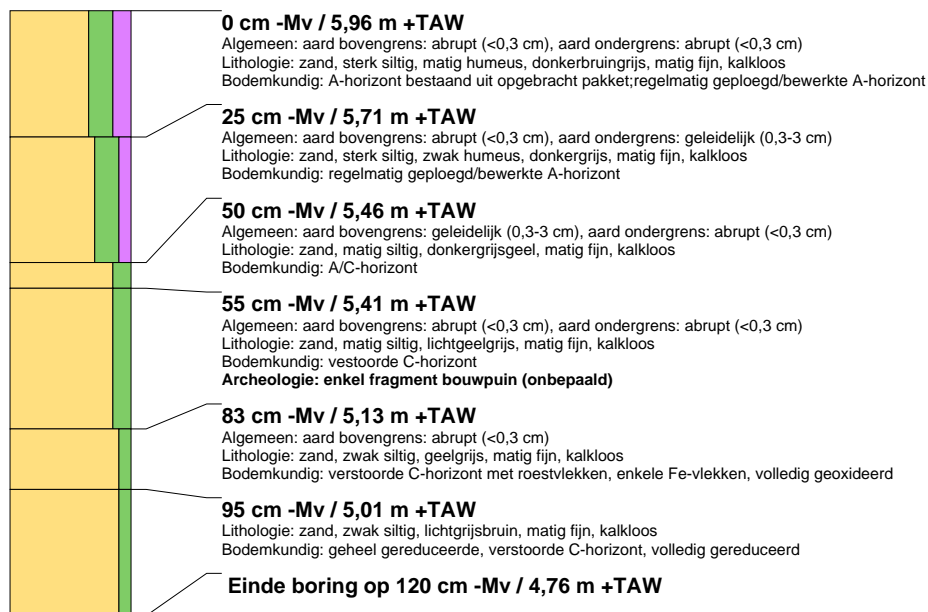 0 cm -Mv / 5,96 m +TAW
Algemeen: aard bovengrens: abrupt (<0,3 cm), aard ondergrens: abrupt (<0,3 cm)
Lithologie: zand, sterk siltig, matig humeus, donkerbruingrijs, matig fijn, kalkloos
Bodemkundig: A-horizont bestaand uit opgebracht pakket;regelmatig geploegd/bewerkte A-horizont
25 cm -Mv / 5,71 m +TAW
Algemeen: aard bovengrens: abrupt (<0,3 cm), aard ondergrens: geleidelijk (0,3-3 cm)
Lithologie: zand, sterk siltig, zwak humeus, donkergrijs, matig fijn, kalkloos
Bodemkundig: regelmatig geploegd/bewerkte A-horizont
50 cm -Mv / 5,46 m +TAW
Algemeen: aard bovengrens: geleidelijk (0,3-3 cm), aard ondergrens: abrupt (<0,3 cm)
Lithologie: zand, matig siltig, donkergrijsgeel, matig fijn, kalkloos
Bodemkundig: A/C-horizont
55 cm -Mv / 5,41 m +TAW
Algemeen: aard bovengrens: abrupt (<0,3 cm), aard ondergrens: abrupt (<0,3 cm)
Lithologie: zand, matig siltig, lichtgeelgrijs, matig fijn, kalkloos
Bodemkundig: vestoorde C-horizont
Archeologie: enkel fragment bouwpuin (onbepaald)
83 cm -Mv / 5,13 m +TAW
Algemeen: aard bovengrens: abrupt (<0,3 cm)
Lithologie: zand, zwak siltig, geelgrijs, matig fijn, kalkloos
Bodemkundig: verstoorde C-horizont met roestvlekken, enkele Fe-vlekken, volledig geoxideerd
95 cm -Mv / 5,01 m +TAW
Lithologie: zand, zwak siltig, lichtgrijsbruin, matig fijn, kalkloos
Bodemkundig: geheel gereduceerde, verstoorde C-horizont, volledig gereduceerd
Einde boring op 120 cm -Mv / 4,76 m +TAW